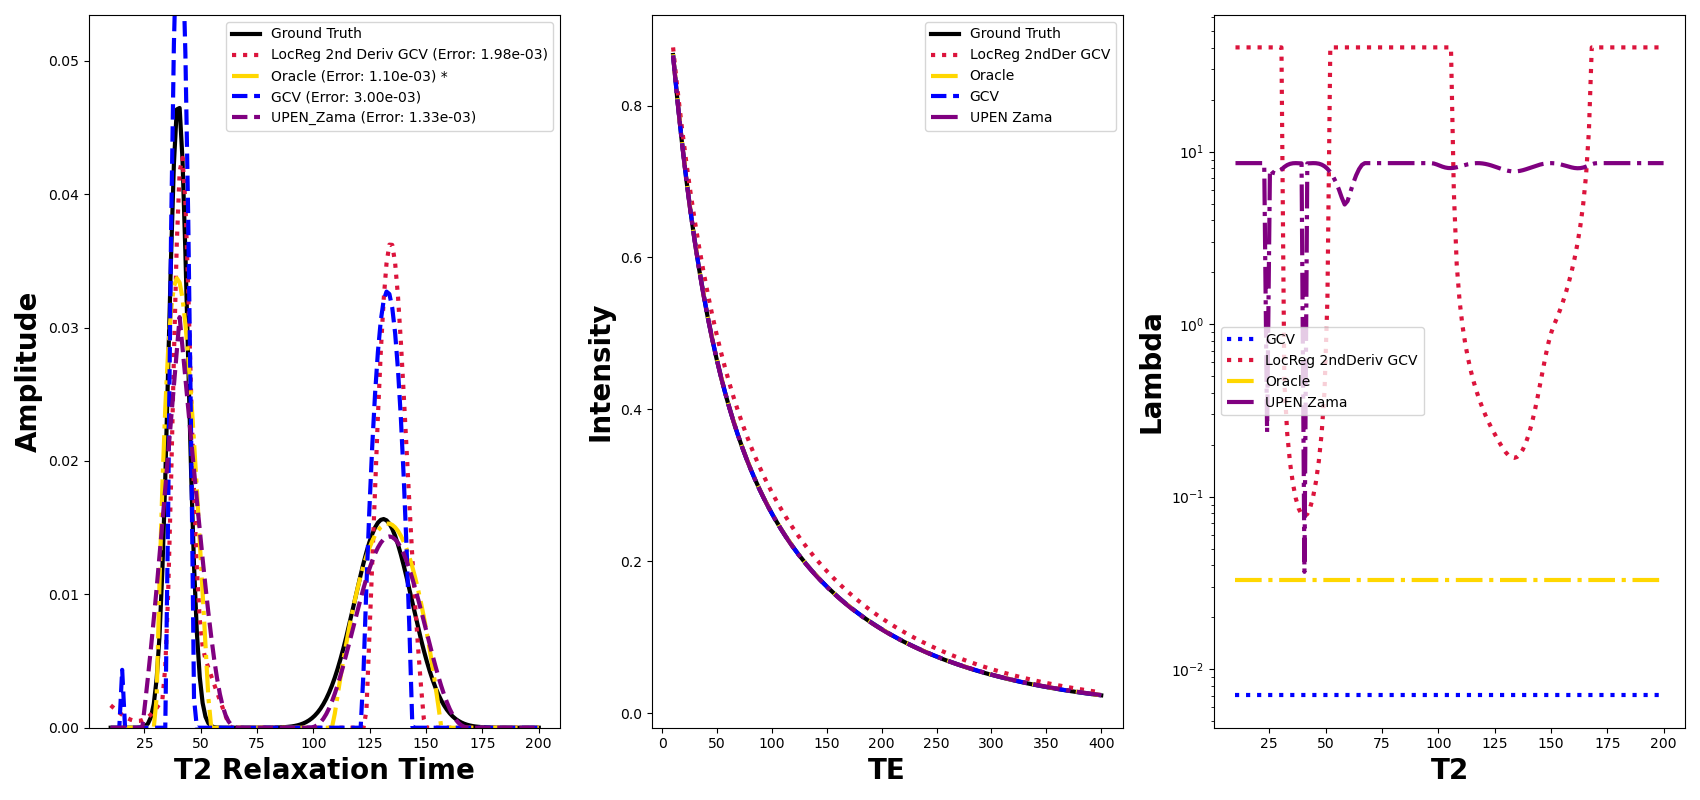 Ground Truth
LocReg 2nd Deriv GCV (Error: 1.98e-03)
Oracle (Error: 1.10e-03) *
GCV (Error: 3.00e-03)
UPEN_Zama (Error: 1.33e-03)
0.05
0.04
0.03
0.02
0.01
0.00
Amplitude
25 50 75 100 125 150 175 200
T2 Relaxation Time
Ground Truth
LocReg 2ndDer GCV
Oracle
GCV
UPEN Zama
0.8
0.6
0.4
0.2
0.0
Intensity
0 50 100 150 200 250 300 350 400
TE
10^1
10^0
10^-1
10^-2
Lambda
GCV
LocReg 2ndDeriv GCV
Oracle
UPEN Zama
25 50 75 100 125 150 175 200
T2